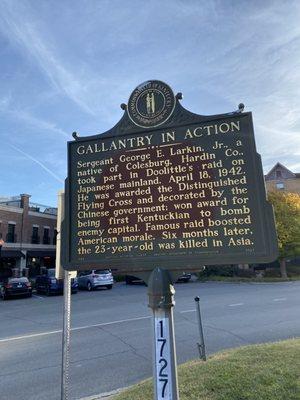 GALLANTRY IN ACTION
Sergeant George E. Larkin, Jr., a
native of Colesburg, Hardin Co.,
took part in Doolittle's raid on
Japanese mainland, April 18, 1942.
He was awarded the Distinguished
Flying Cross and decorated by the
Chinese government; won award for
being first Kentuckian to bomb
enemy capital. Famous raid boosted
American morale. Six months later,
the 23-year-old was killed in Asia.
1727